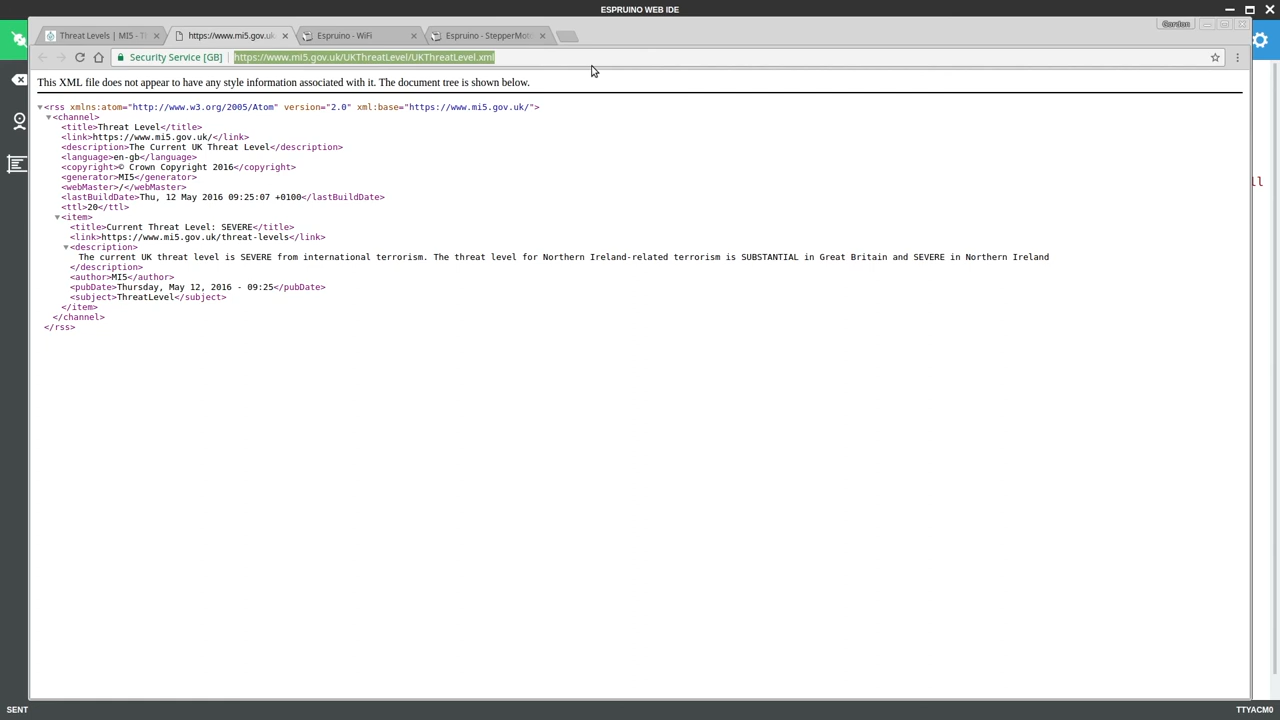 ESPRUINO WEB IDE
Gordon
Threat Levels | MI5 - Th
https://www.mi5.gov.uk
Espruino - WiFi
Espruino - StepperMoto
Security Service [GB]
https://www.mi5.gov.uk/UKThreatLevel/UKThreatLevel.xml
This XML file does not appear to have any style information associated with it. The document tree is shown below.
<rss xmlns:atom="http://www.w3.org/2005/Atom" version="2.0" xml:base="https://www.mi5.gov.uk/">
<channel>
<title>Threat Level</title>
<link>https://www.mi5.gov.uk/</link>
<description>The Current UK Threat Level</description>
<language>en-gb</language>
<copyright>© Crown Copyright 2016</copyright>
<generator>MI5</generator>
<webMaster>/</webMaster>
<lastBuildDate>Thu, 12 May 2016 09:25:07 +0100</lastBuildDate>
<ttl>20</ttl>
<item>
<title>Current Threat Level: SEVERE</title>
<link>https://www.mi5.gov.uk/threat-levels</link>
<description>
The current UK threat level is SEVERE from international terrorism. The threat level for Northern Ireland-related terrorism is SUBSTANTIAL in Great Britain and SEVERE in Northern Ireland
</description>
<author>MI5</author>
<pubDate>Thursday, May 12, 2016 - 09:25</pubDate>
<subject>ThreatLevel</subject>
</item>
</channel>
</rss>
ll
SENT
TTYACM0